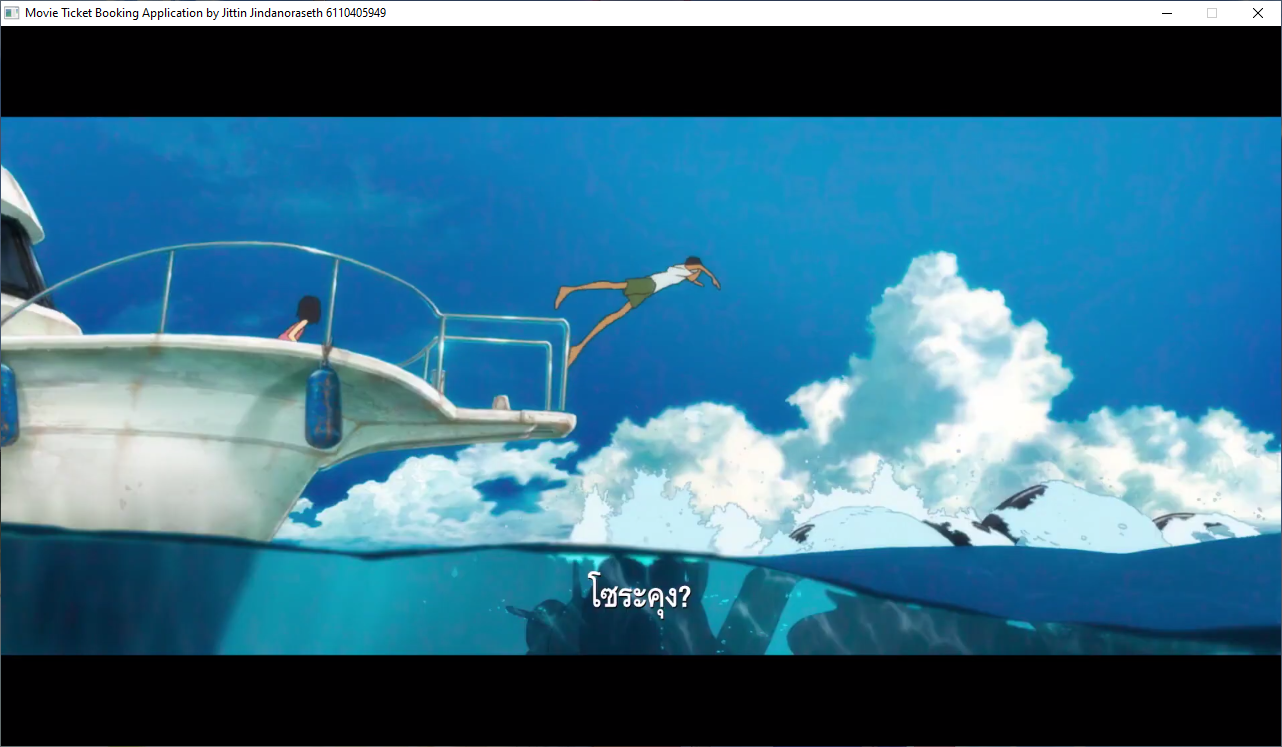 Movie Ticket Booking Application by Jittin Jindanoraseth 6110405949
โซระคุง?